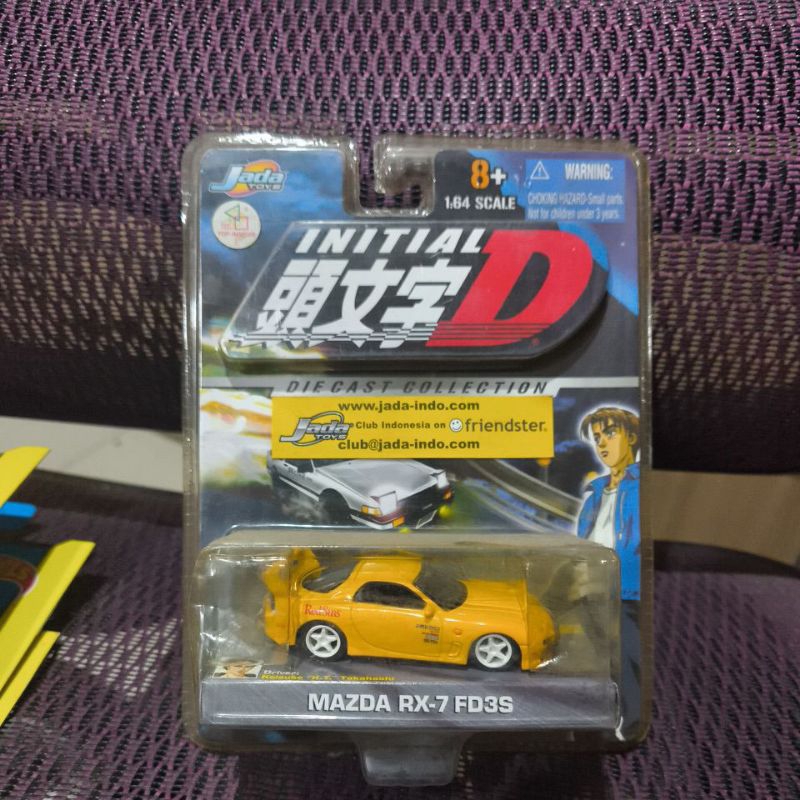 Jada
TOYS
8+
1:64 SCALE
WARNING:
CHOKING HAZARD-Small parts.
Not for children under 3 years.
INITIAL
頭文字D
®
DIECAST COLLECTION
www.jada-indo.com
Jada
TOYS
Club Indonesia on friendster
club@jada-indo.com
RedSuns
Driver:
Keisuke "K.T." Takahashi
MAZDA RX-7 FD3S